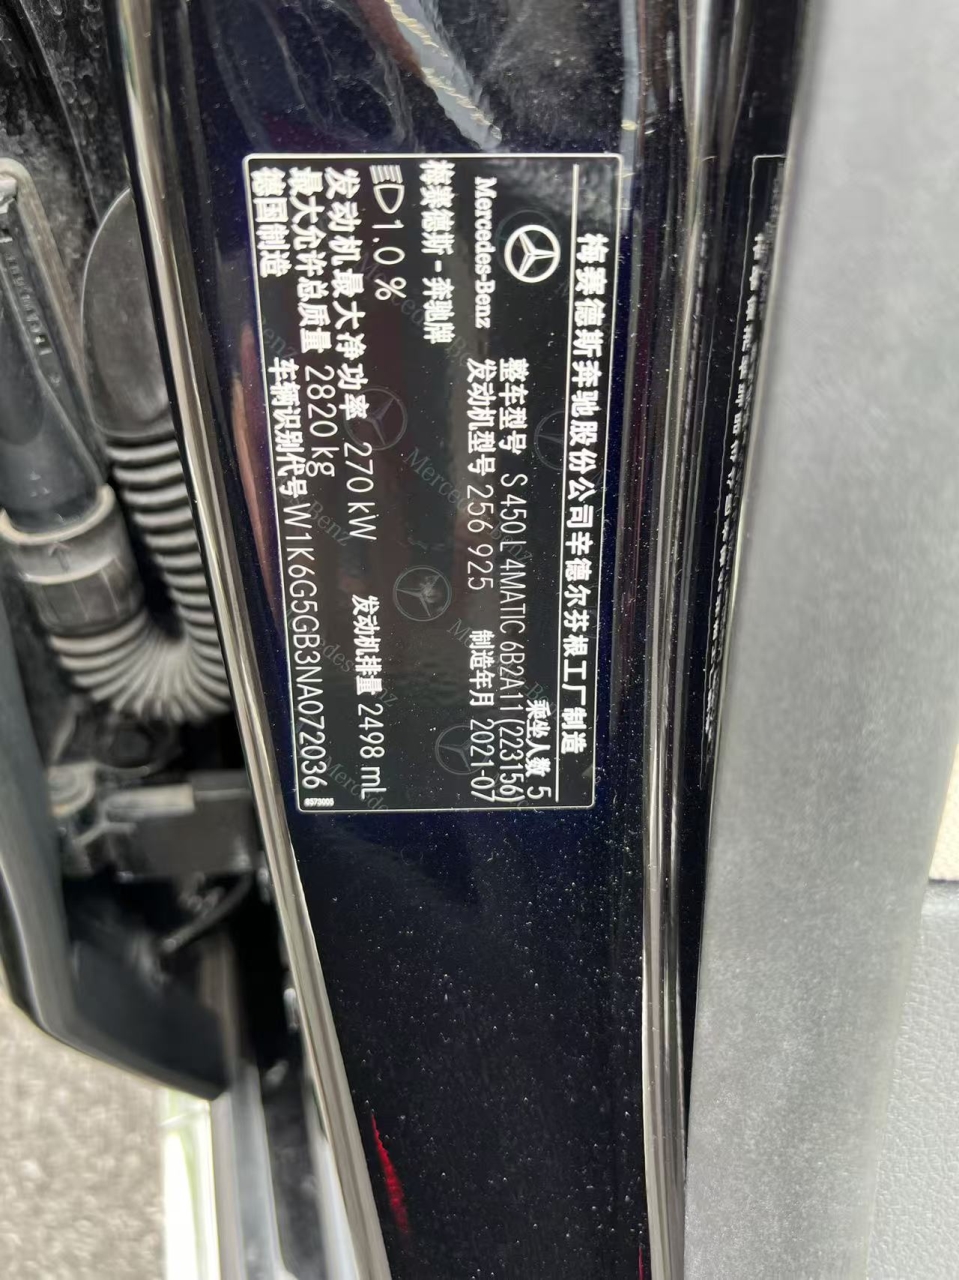 梅赛德斯奔驰股份公司辛德尔芬根工厂制造
乘坐人数 5
整车型号 S 450 L 4MATIC 6B2A11(223156)
Mercedes-Benz
发动机型号 256 925 制造年月 2021-07
梅赛德斯-奔驰牌
1.0 %
发动机最大净功率 270 kW 发动机排量 2498 mL
最大允许总质量 2820 kg
德国制造 车辆识别代号 W1K6G5GB3NA072036